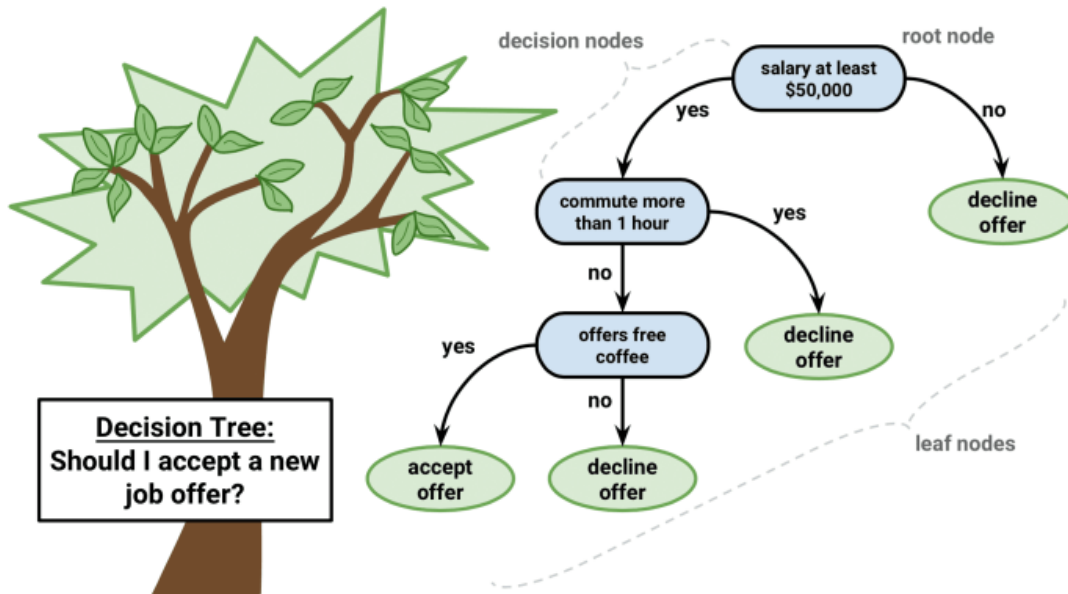 decision nodes
root node
salary at least
$50,000
yes
no
commute more
than 1 hour
yes
decline
offer
no
offers free
coffee
decline
offer
yes
no
leaf nodes
accept
offer
decline
offer
Decision Tree:
Should I accept a new
job offer?